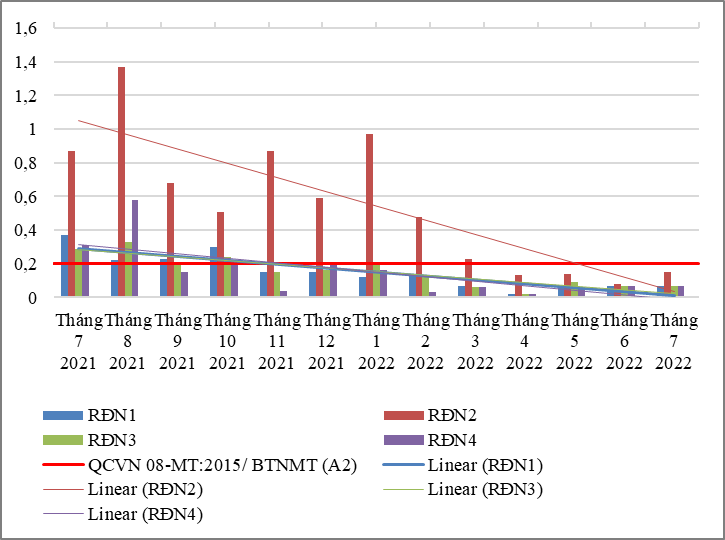 1,6
1,4
1,2
1
0,8
0,6
0,4
0,2
0
Tháng Tháng Tháng Tháng Tháng Tháng Tháng Tháng Tháng Tháng Tháng Tháng Tháng
7 8 9 10 11 12 1 2 3 4 5 6 7
2021 2021 2021 2021 2021 2021 2022 2022 2022 2022 2022 2022 2022
RĐN1 RĐN2
RĐN3 RĐN4
QCVN 08-MT:2015/ BTNMT (A2) Linear (RĐN1)
Linear (RĐN2) Linear (RĐN3)
Linear (RĐN4)